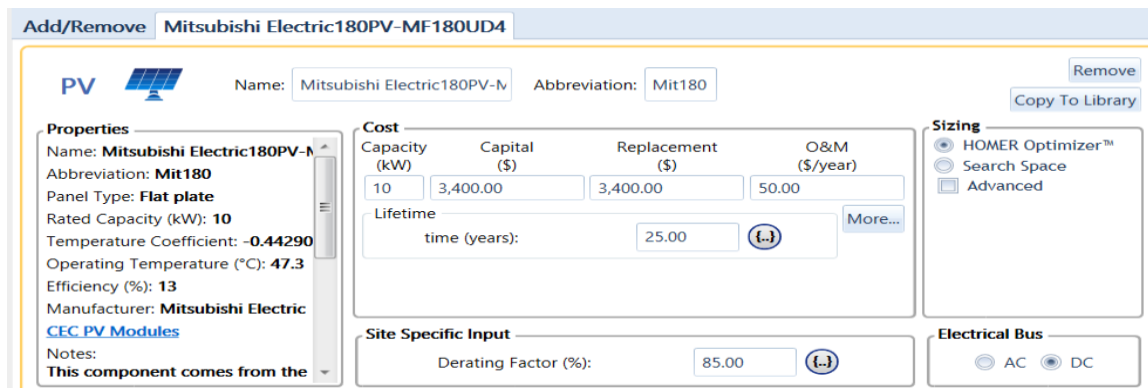 Add/Remove Mitsubishi Electric180PV-MF180UD4
PV Name: Mitsubishi Electric180PV-M Abbreviation: Mit180
Remove
Copy To Library
Properties
Name: Mitsubishi Electric180PV-M
Abbreviation: Mit180
Panel Type: Flat plate
Rated Capacity (kW): 10
Temperature Coefficient: -0.44290
Operating Temperature (°C): 47.3
Efficiency (%): 13
Manufacturer: Mitsubishi Electric
CEC PV Modules
Notes:
This component comes from the
Cost
Capacity Capital Replacement O&M
(kW) ($) ($) ($/year)
10 3,400.00 3,400.00 50.00
Lifetime
time (years): 25.00 {..}
More...
Site Specific Input
Derating Factor (%): 85.00 {..}
Sizing
HOMER Optimizer™
Search Space
Advanced
Electrical Bus
AC DC